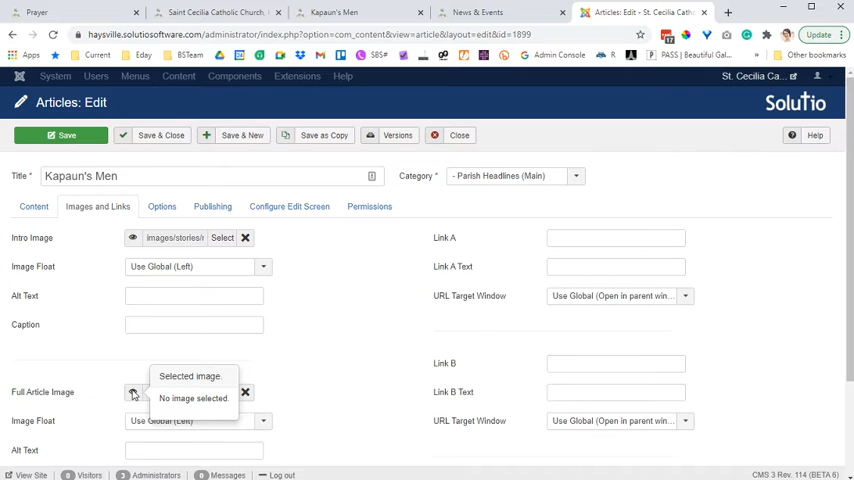 Prayer
Saint Cecilia Catholic Church,
Kapaun's Men
News & Events
Articles: Edit - St. Cecilia Catho
haysville.solutiosoftware.com/administrator/index.php?option=com_content&view=article&layout=edit&id=1899
Update
Apps
Current
Eday
BSTeam
SBS#
Admin Console
PASS | Beautiful Gal...
Other bookmarks
System Users Menus Content Components Extensions Help
St. Cecilia Ca...
Articles: Edit
Solutio
Save
Save & Close
Save & New
Save as Copy
Versions
Close
Help
Title * Kapaun's Men
Category * - Parish Headlines (Main)
Content Images and Links Options Publishing Configure Edit Screen Permissions
Intro Image images/stories/r Select
Link A
Image Float Use Global (Left)
Link A Text
Alt Text
URL Target Window Use Global (Open in parent win...
Caption
Link B
Selected image.
Full Article Image
No image selected.
Link B Text
Image Float Use Global (Left)
URL Target Window Use Global (Open in parent win...
Alt Text
View Site 0 Visitors 3 Administrators 0 Messages Log out
CMS 3 Rev. 114 (BETA 6)